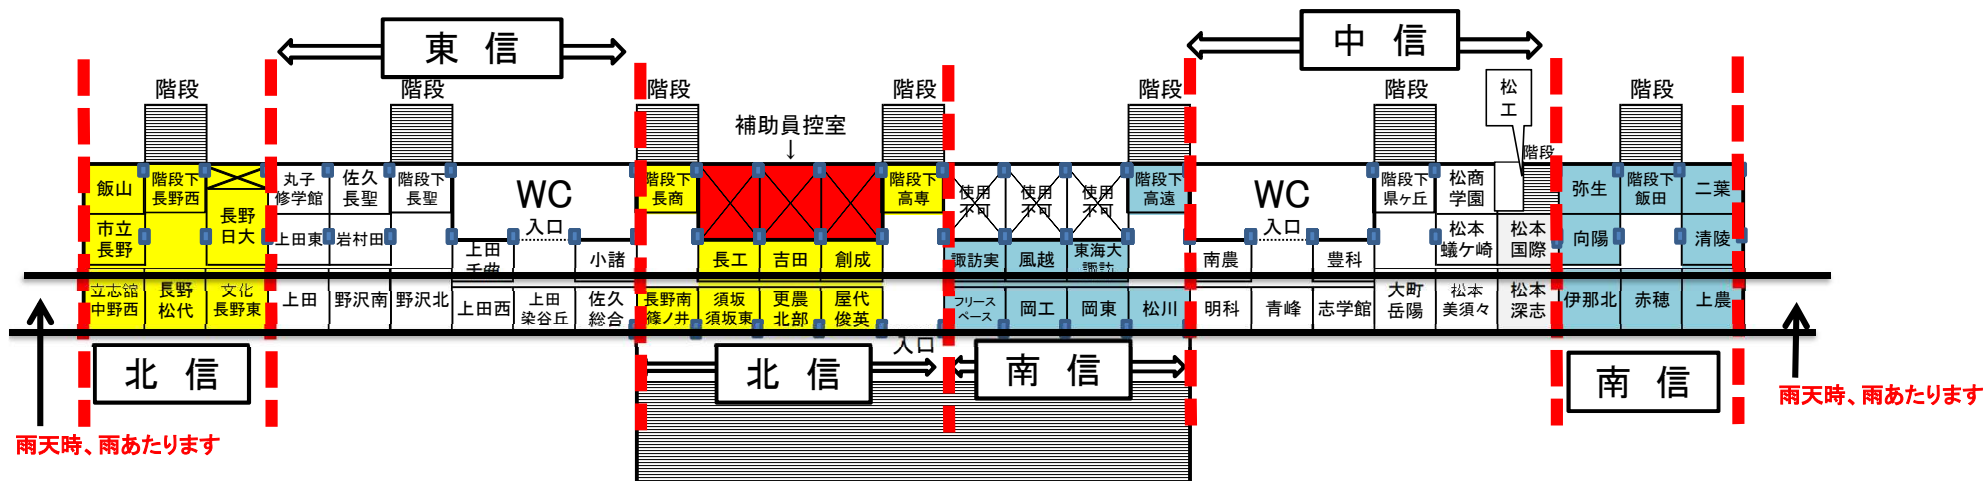 東 信
中 信
階段
階段
階段
階段
階段
階段
松
工
階段
階段
補助員控室
↓
飯山
階段下
長野西
丸子
修学館
佐久
長聖
階段下
長聖
WC
入口
階段下
長商
階段下
高専
使用
不可
使用
不可
使用
不可
階段下
高遠
WC
入口
階段下
県ヶ丘
松商
学園
弥生
階段下
飯田
二葉
市立
長野
長野
日大
上田東
岩村田
上田
千曲
小諸
長工
吉田
創成
諏訪実
風越
東海大
諏訪
南農
豊科
松本
蟻ケ崎
松本
国際
向陽
清陵
立志舘
中野西
長野
松代
文化
長野東
上田
野沢南
野沢北
上田西
上田
染谷丘
佐久
総合
長野南
篠ノ井
須坂
須坂東
更農
北部
屋代
俊英
フリース
ペース
岡工
岡東
松川
明科
青峰
志学館
大町
岳陽
松本
美須々
松本
深志
伊那北
赤穂
上農
入口
北 信
北 信
南 信
南 信
雨天時、雨あたります
雨天時、雨あたります